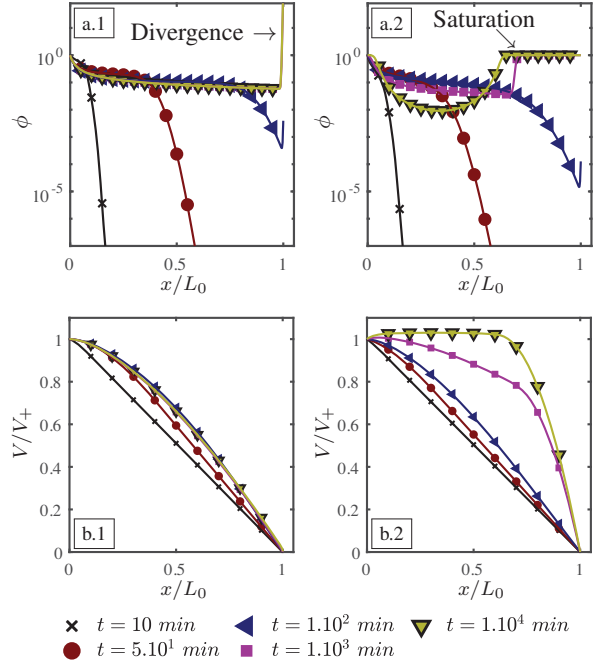 a.1 Divergence → a.2 Saturation
10^0 10^0
ϕ ϕ
10^-5 10^-5
0 0.5 1 0 0.5 1
x/L_0 x/L_0
1 1
0.8 0.8
0.6 0.6
V/V_+ V/V_+
0.4 0.4
0.2 0.2
b.1 b.2
0 0
0 0.5 1 0 0.5 1
x/L_0 x/L_0
t = 10 min t = 1.10^2 min t = 1.10^4 min
t = 5.10^1 min t = 1.10^3 min